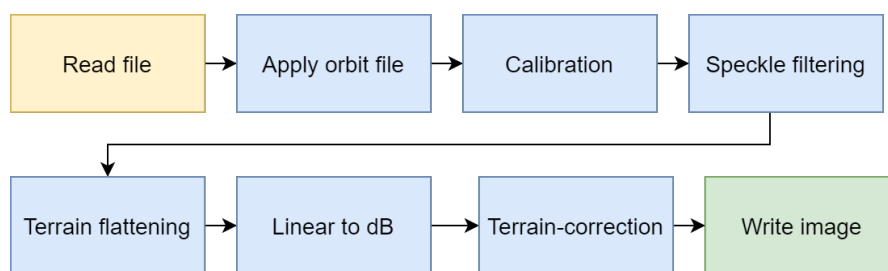 Read file
Apply orbit file
Calibration
Speckle filtering
Terrain flattening
Linear to dB
Terrain-correction
Write image